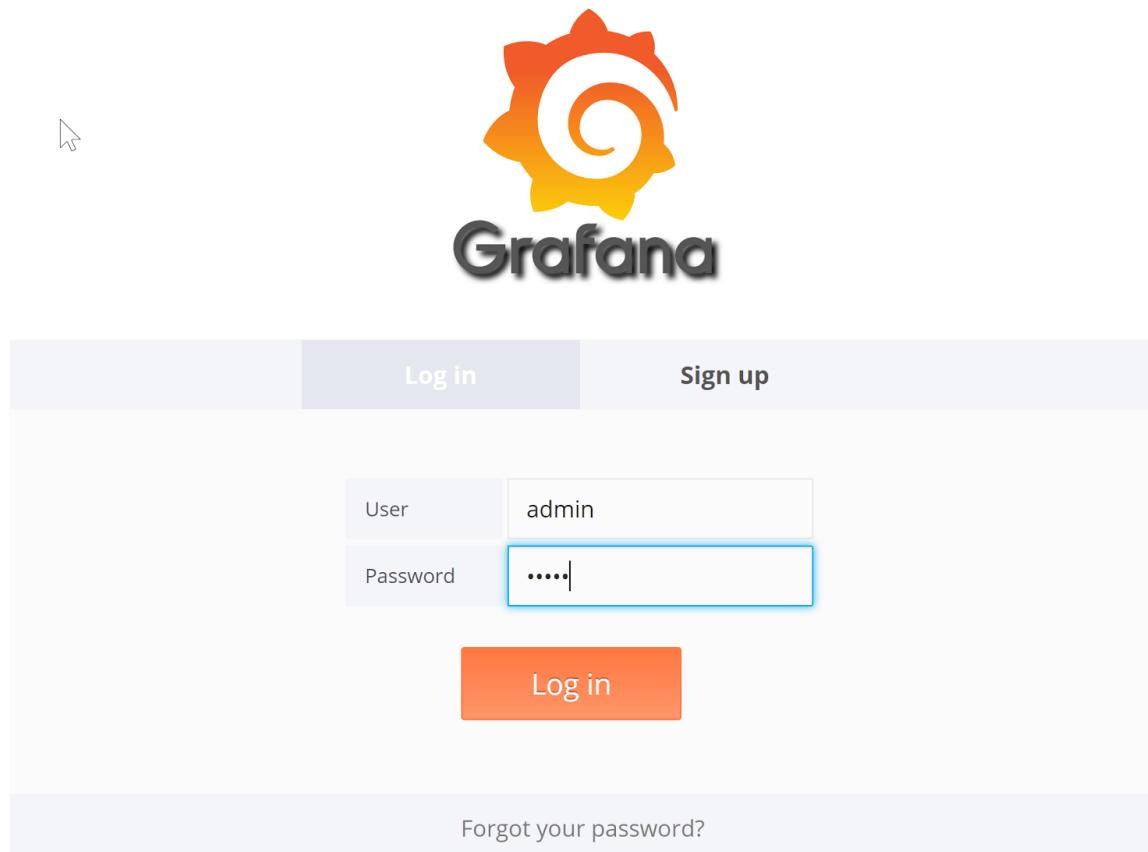 Grafana
Log in Sign up
User admin
Password •••••
Log in
Forgot your password?